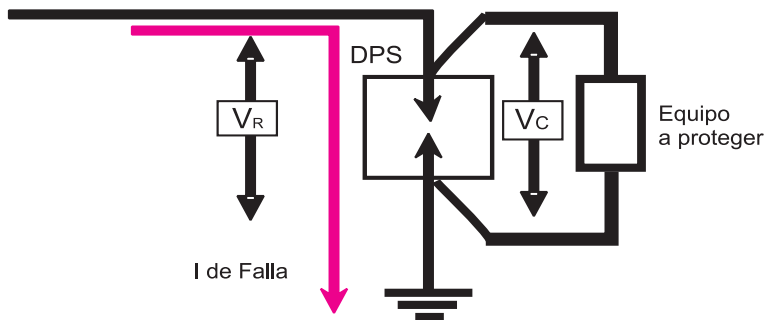 DPS
VR
VC
Equipo
a proteger
I de Falla